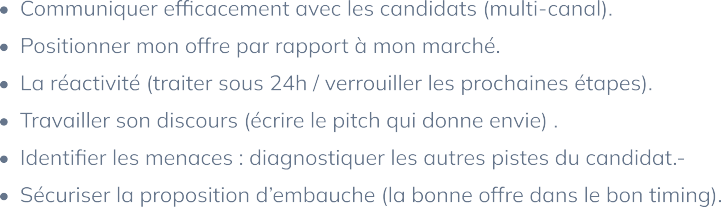 • Communiquer efficacement avec les candidats (multi-canal).
• Positionner mon offre par rapport à mon marché.
• La réactivité (traiter sous 24h / verrouiller les prochaines étapes).
• Travailler son discours (écrire le pitch qui donne envie) .
• Identifier les menaces : diagnostiquer les autres pistes du candidat.-
• Sécuriser la proposition d'embauche (la bonne offre dans le bon timing).